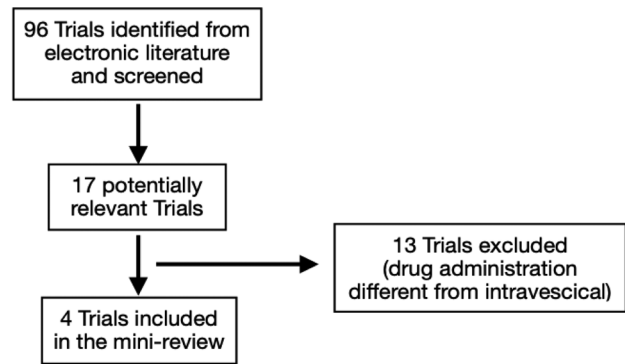 96 Trials identified from
electronic literature
and screened
17 potentially
relevant Trials
13 Trials excluded
(drug administration
different from intravescical)
4 Trials included
in the mini-review